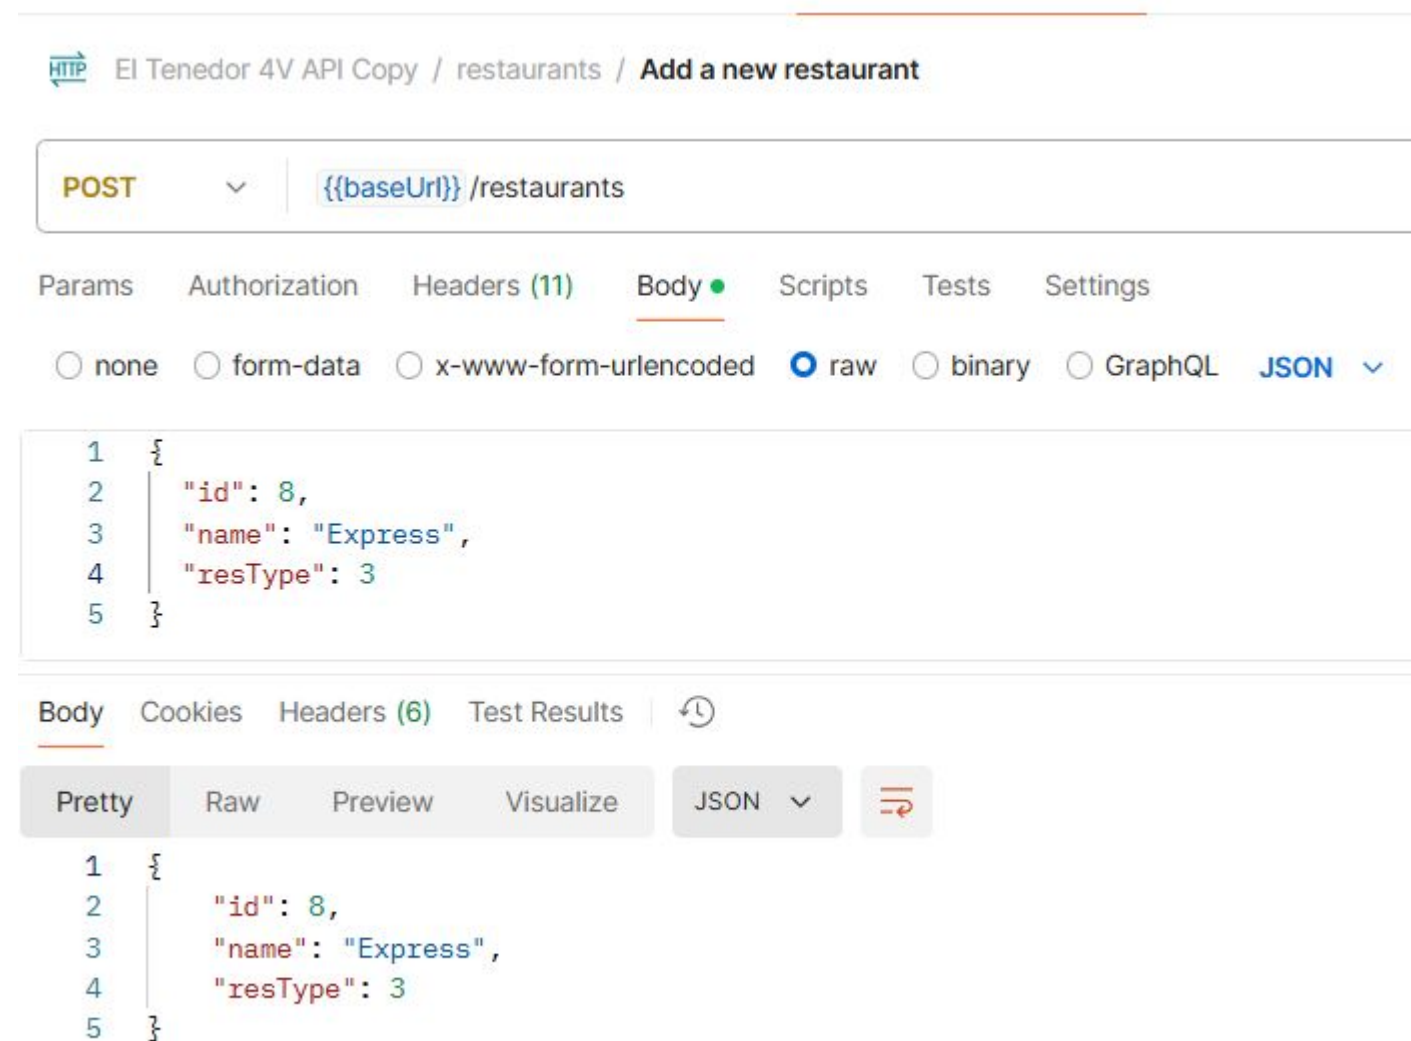 HTTP El Tenedor 4V API Copy / restaurants / Add a new restaurant
POST {{baseUrl}} /restaurants
Params Authorization Headers (11) Body Scripts Tests Settings
none form-data x-www-form-urlencoded raw binary GraphQL JSON
1 {
2 "id": 8,
3 "name": "Express",
4 "resType": 3
5 }
Body Cookies Headers (6) Test Results
Pretty Raw Preview Visualize JSON
1 {
2 "id": 8,
3 "name": "Express",
4 "resType": 3
5 }